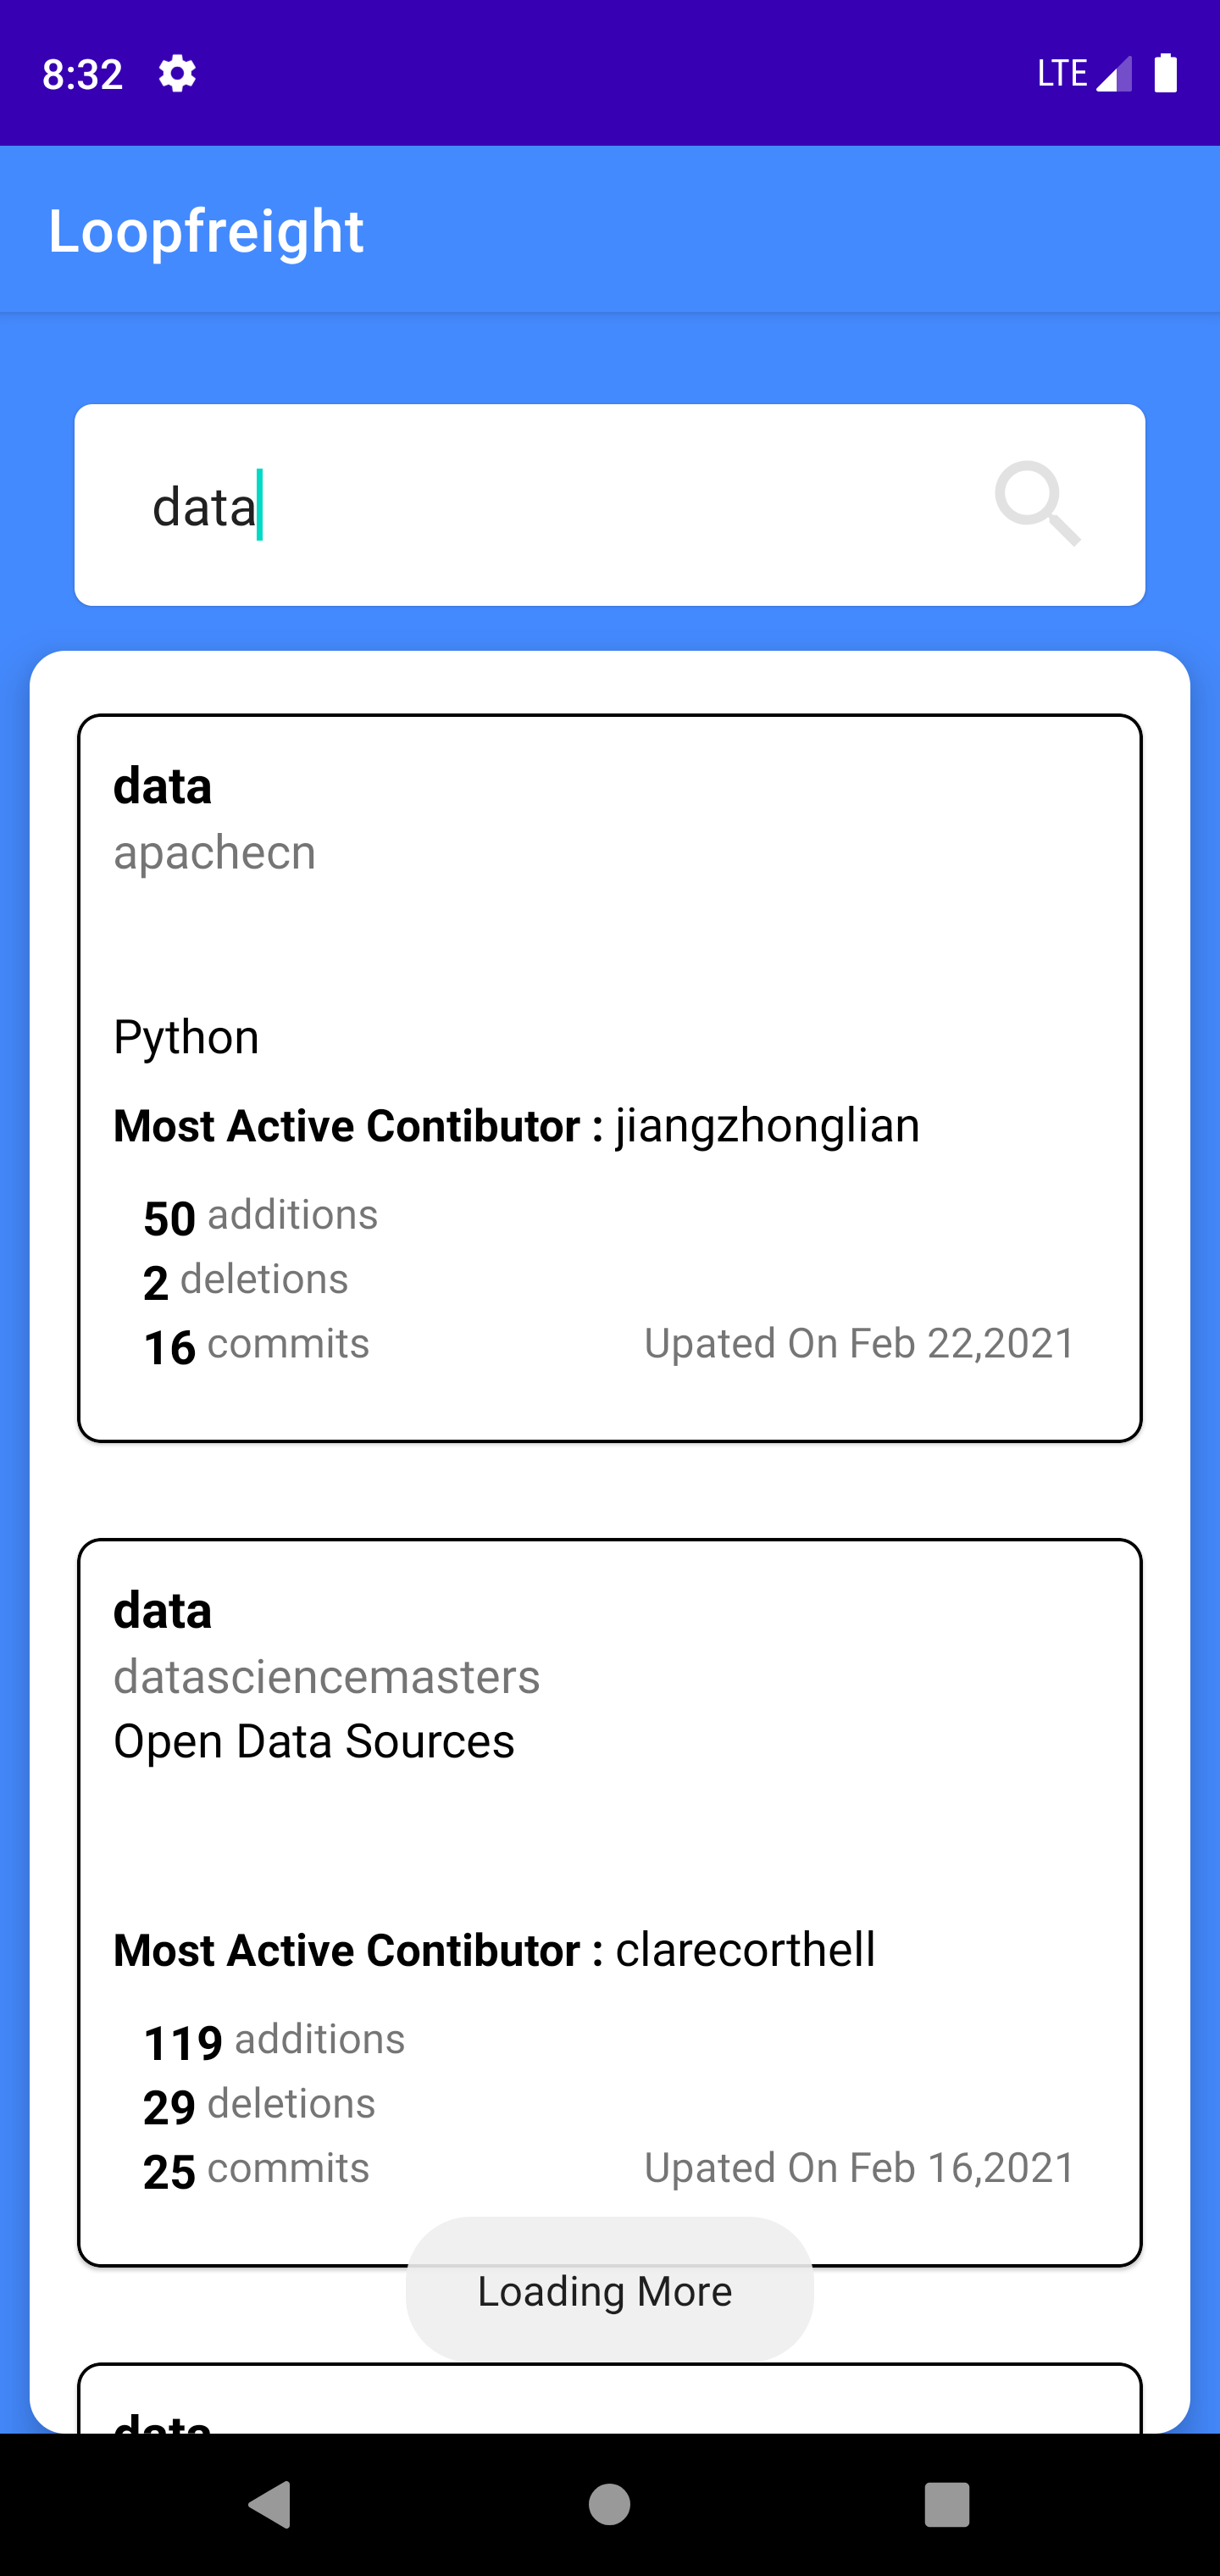 8:32 LTE
Loopfreight
data
data
apachecn
Python
Most Active Contibutor : jiangzhonglian
50 additions
2 deletions
16 commits Upated On Feb 22,2021
data
datasciencemasters
Open Data Sources
Most Active Contibutor : clarecorthell
119 additions
29 deletions
25 commits Upated On Feb 16,2021
Loading More
data